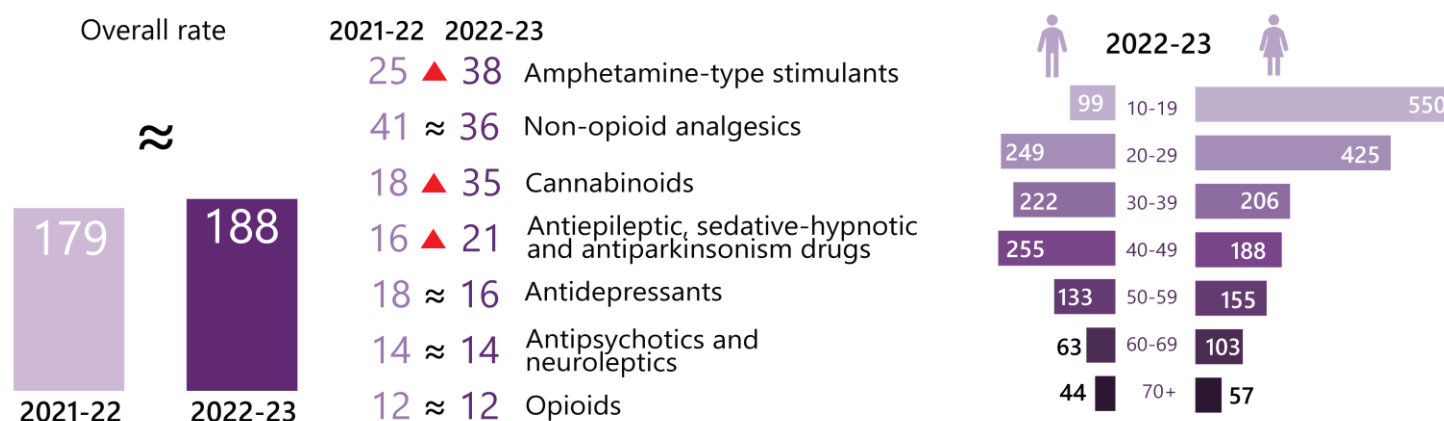 Overall rate
≈
179
188
2021-22 2022-23
2021-22 2022-23
25 ▲ 38 Amphetamine-type stimulants
41 ≈ 36 Non-opioid analgesics
18 ▲ 35 Cannabinoids
16 ▲ 21 Antiepileptic, sedative-hypnotic
and antiparkinsonism drugs
18 ≈ 16 Antidepressants
14 ≈ 14 Antipsychotics and
neuroleptics
12 ≈ 12 Opioids
2022-23
99 10-19 550
249 20-29 425
222 30-39 206
255 40-49 188
133 50-59 155
63 60-69 103
44 70+ 57